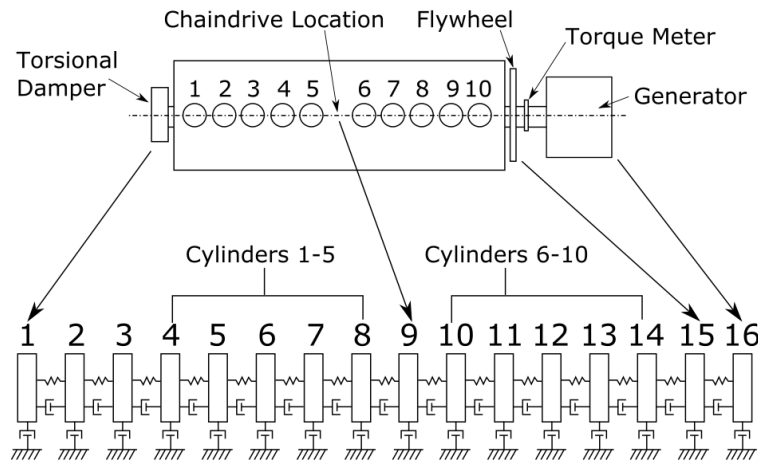 Chaindrive Location
Flywheel
Torque Meter
Torsional
Damper
1 2 3 4 5 6 7 8 9 10
Generator
Cylinders 1-5
Cylinders 6-10
1 2 3 4 5 6 7 8 9 10 11 12 13 14 15 16